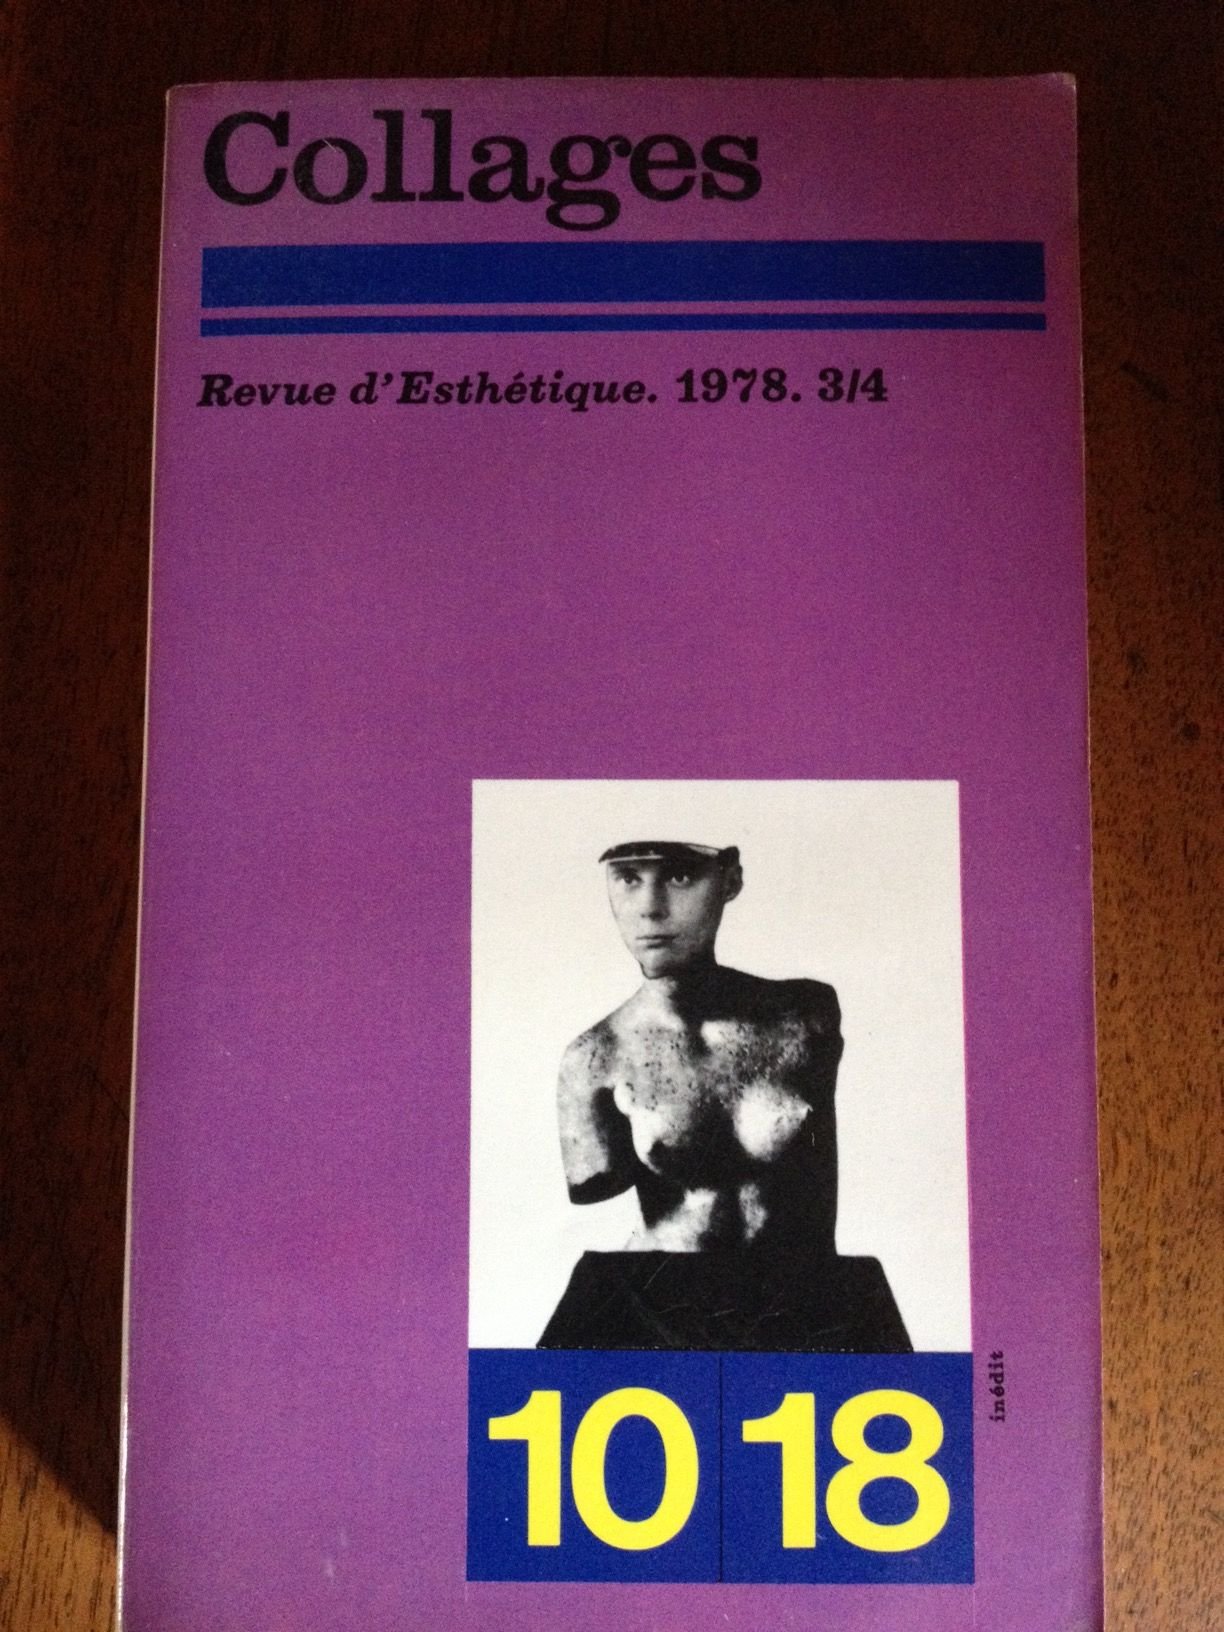 Collages
Revue d'Esthétique. 1978. 3/4
inédit
10 18